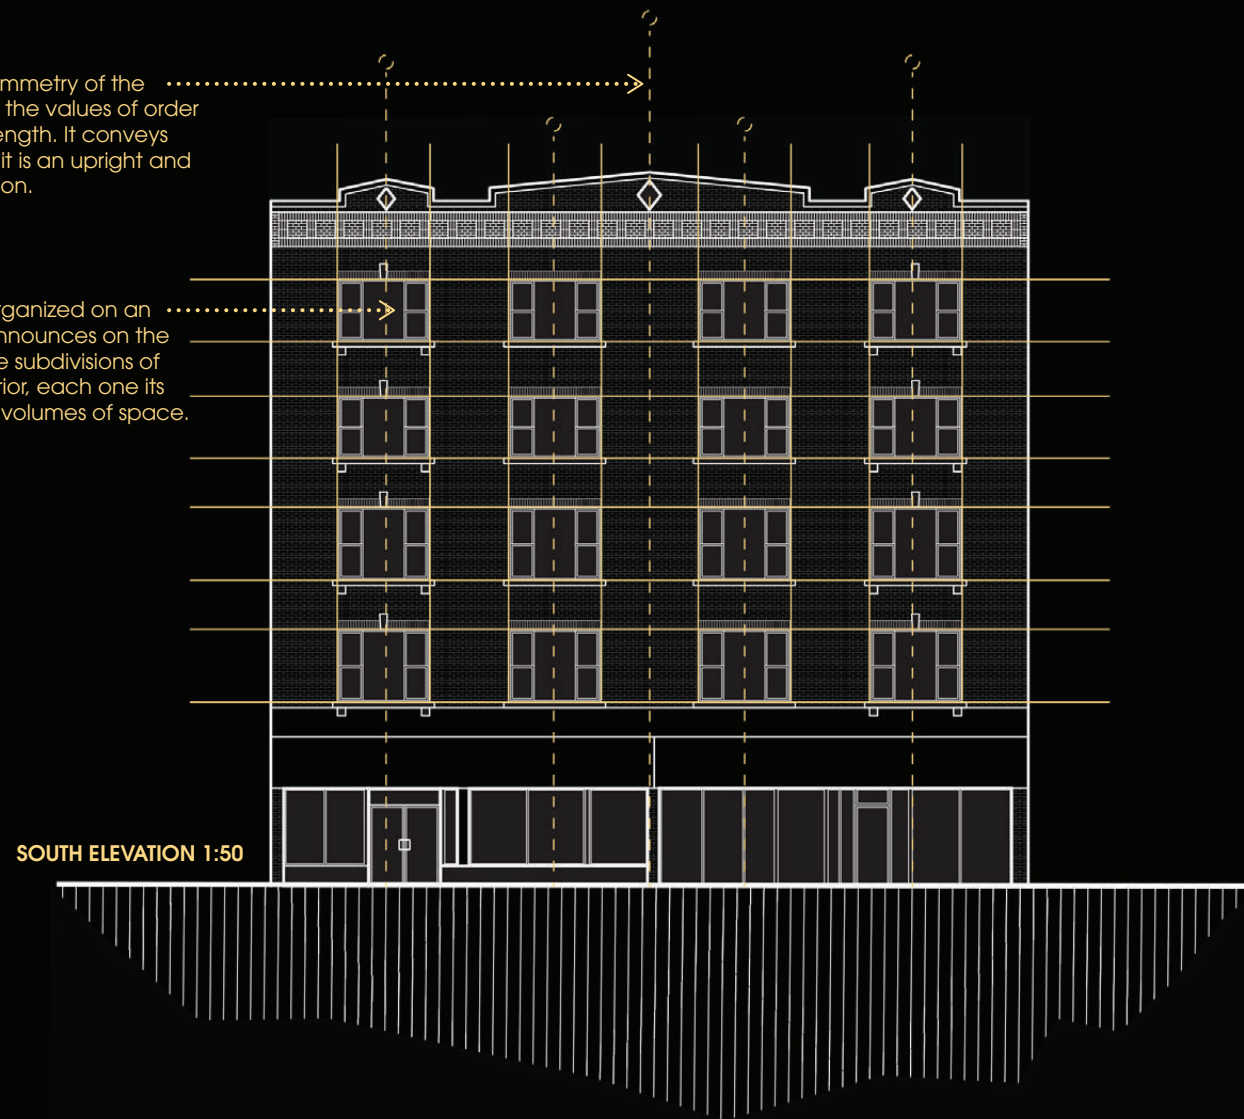 mmetry of the
the values of order
ength. It conveys
it is an upright and
on.
rganized on an
nnounces on the
e subdivisions of
rior, each one its
volumes of space.
SOUTH ELEVATION 1:50